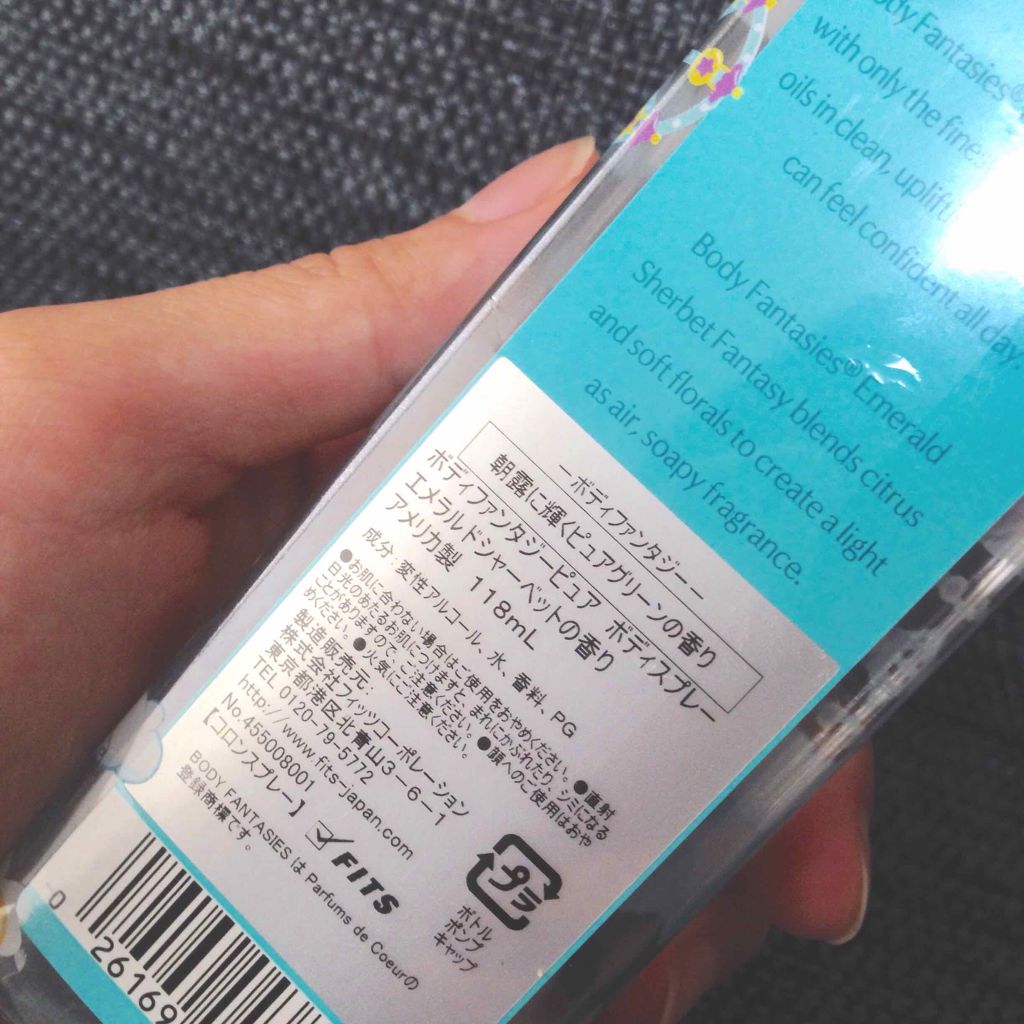 Body Fantasies®
with only the
oils in clean,
can feel confident all day,
Body Fantasies® Emerald
Sherbet Fantasy blends citrus
and soft florals to create a light
as air, soapy fragrance.
―ボディファンタジー―
朝露に輝くピュアグリーンの香り
ボディファンタジーピュア ボディスプレー
エメラルドシャーベットの香り
アメリカ製 118mL
成分:変性アルコール、水、香料、PG
●お肌に合わない場合はご使用をおやめください。●直射
日光のあたるお肌につけますと、まれにかぶれたり、シミになる
ことがありますので、ご注意ください。●顔へのご使用はおや
めください。●火気にご注意ください。
製造販売元:
株式会社フィッツコーポレーション
東京都港区北青山3-6-1
TEL 0120-79-5772
http://www.fits-japan.com
No.455008001
【コロンスプレー】
FITS
BODY FANTASIES は Parfums de Coeurの
登録商標です。
プラ
ボトル
ポンプ
キャップ
0
26169